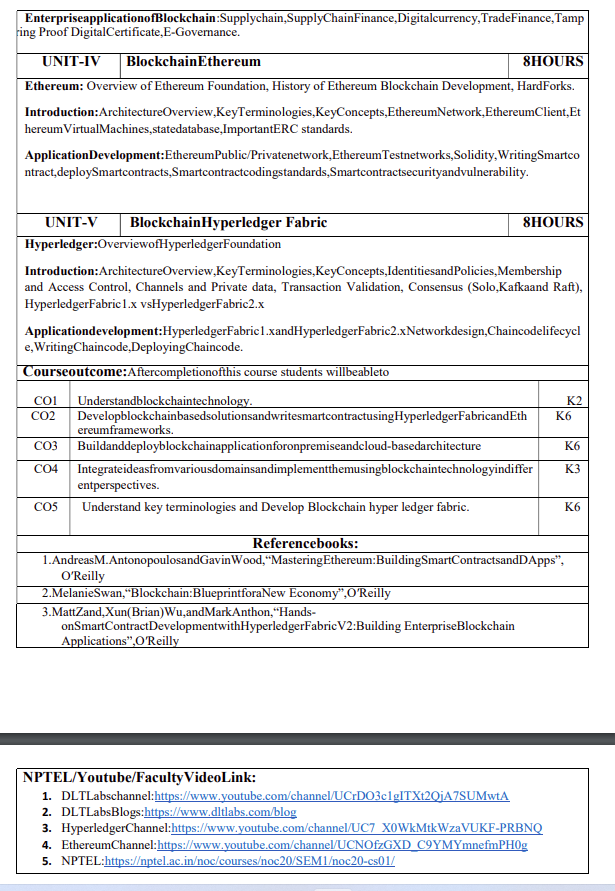 EnterpriseapplicationofBlockchain:Supplychain,SupplyChainFinance,Digitalcurrency,TradeFinance,Tamp
ring Proof DigitalCertificate,E-Governance.
UNIT-IV BlockchainEthereum 8HOURS
Ethereum: Overview of Ethereum Foundation, History of Ethereum Blockchain Development, HardForks.
Introduction:ArchitectureOverview,KeyTerminologies,KeyConcepts,EthereumNetwork,EthereumClient,Et
hereumVirtualMachines,statedatabase,ImportantERC standards.
ApplicationDevelopment:EthereumPublic/Privatenetwork,EthereumTestnetworks,Solidity,WritingSmartco
ntract,deploySmartcontracts,Smartcontractcodingstandards,Smartcontractsecurityandvulnerability.
UNIT-V BlockchainHyperledger Fabric 8HOURS
Hyperledger:OverviewofHyperledgerFoundation
Introduction:ArchitectureOverview,KeyTerminologies,KeyConcepts,IdentitiesandPolicies,Membership
and Access Control, Channels and Private data, Transaction Validation, Consensus (Solo,Kafkaand Raft),
HyperledgerFabric1.x vsHyperledgerFabric2.x
Applicationdevelopment:HyperledgerFabric1.xandHyperledgerFabric2.xNetworkdesign,Chaincodelifecycl
e,WritingChaincode,DeployingChaincode.
Courseoutcome:Aftercompletionofthis course students willbeableto
CO1 Understandblockchaintechnology. K2
CO2 DevelopblockchainbasedsolutionsandwritesmartcontractusingHyperledgerFabricandEth K6
ereumframeworks.
CO3 Buildanddeployblockchainapplicationforonpremiseandcloud-basedarchitecture K6
CO4 Integrateideasfromvariousdomainsandimplementthemusingblockchaintechnologyindiffer K3
entperspectives.
CO5 Understand key terminologies and Develop Blockchain hyper ledger fabric. K6
Referencebooks:
1.AndreasM.AntonopoulosandGavinWood,“MasteringEthereum:BuildingSmartContractsandDApps”,
O'Reilly
2.MelanieSwan,“Blockchain:BlueprintforaNew Economy”,O'Reilly
3.MattZand,Xun(Brian)Wu,andMarkAnthon,“Hands-
onSmartContractDevelopmentwithHyperledgerFabricV2:Building EnterpriseBlockchain
Applications”,O'Reilly
NPTEL/Youtube/FacultyVideoLink:
1. DLTLabschannel:https://www.youtube.com/channel/UCrDO3c1gITXt2QjA7SUMwtA
2. DLTLabsBlogs:https://www.dltlabs.com/blog
3. HyperledgerChannel:https://www.youtube.com/channel/UC7_X0WkMtkWzaVUKF-PRBNQ
4. EthereumChannel:https://www.youtube.com/channel/UCNOfzGXD_C9YMYmnefmPH0g
5. NPTEL:https://nptel.ac.in/noc/courses/noc20/SEM1/noc20-cs01/